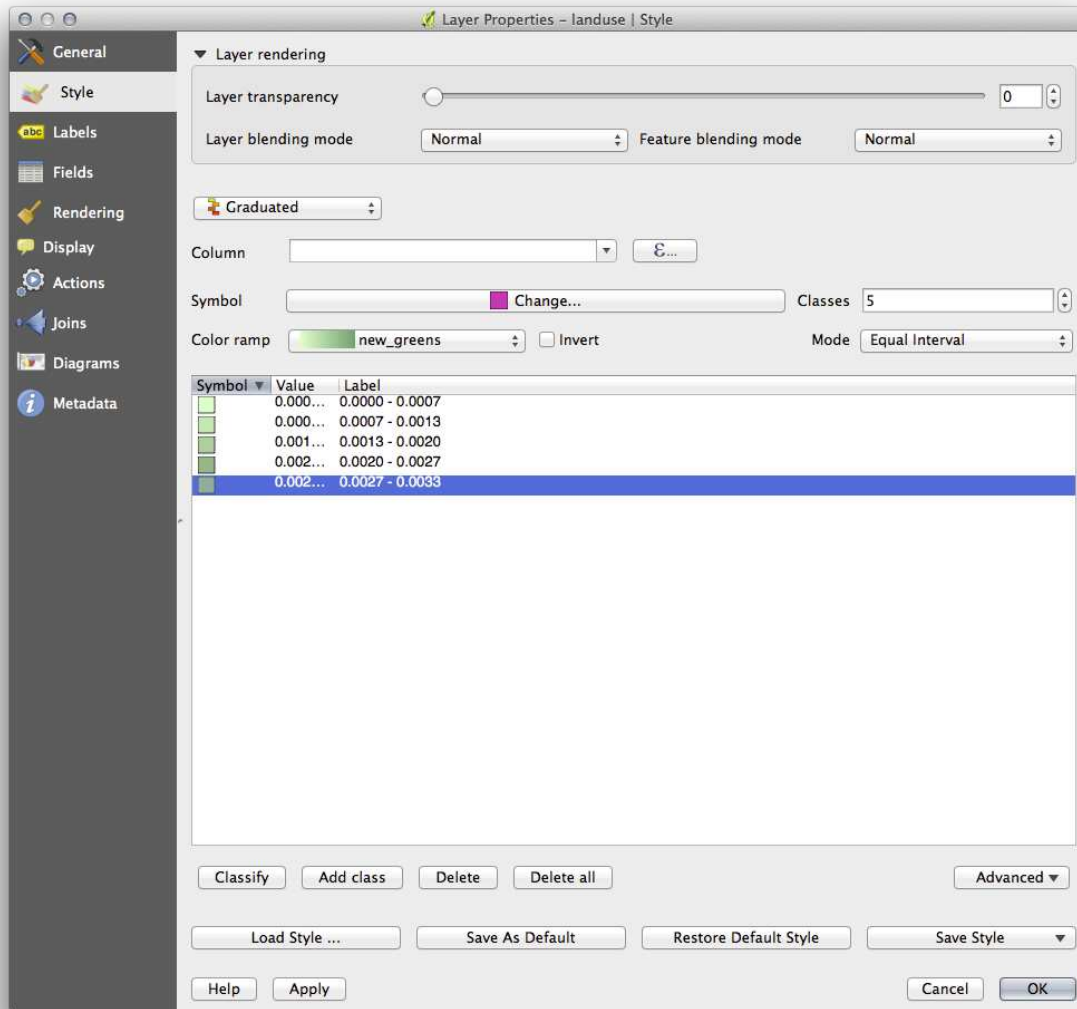 Layer Properties – landuse | Style
General
Style
abc Labels
Fields
Rendering
Display
Actions
Joins
i Metadata
Diagrams
Layer rendering
Layer transparency 0
Layer blending mode Normal Feature blending mode Normal
Graduated
Column ε...
Symbol Change... Classes 5
Color ramp new_greens Invert Mode Equal Interval
Symbol Value Label
0.000... 0.0000 - 0.0007
0.000... 0.0007 - 0.0013
0.001... 0.0013 - 0.0020
0.002... 0.0020 - 0.0027
0.002... 0.0027 - 0.0033
Classify Add class Delete Delete all Advanced
Load Style ... Save As Default Restore Default Style Save Style
Help Apply Cancel OK